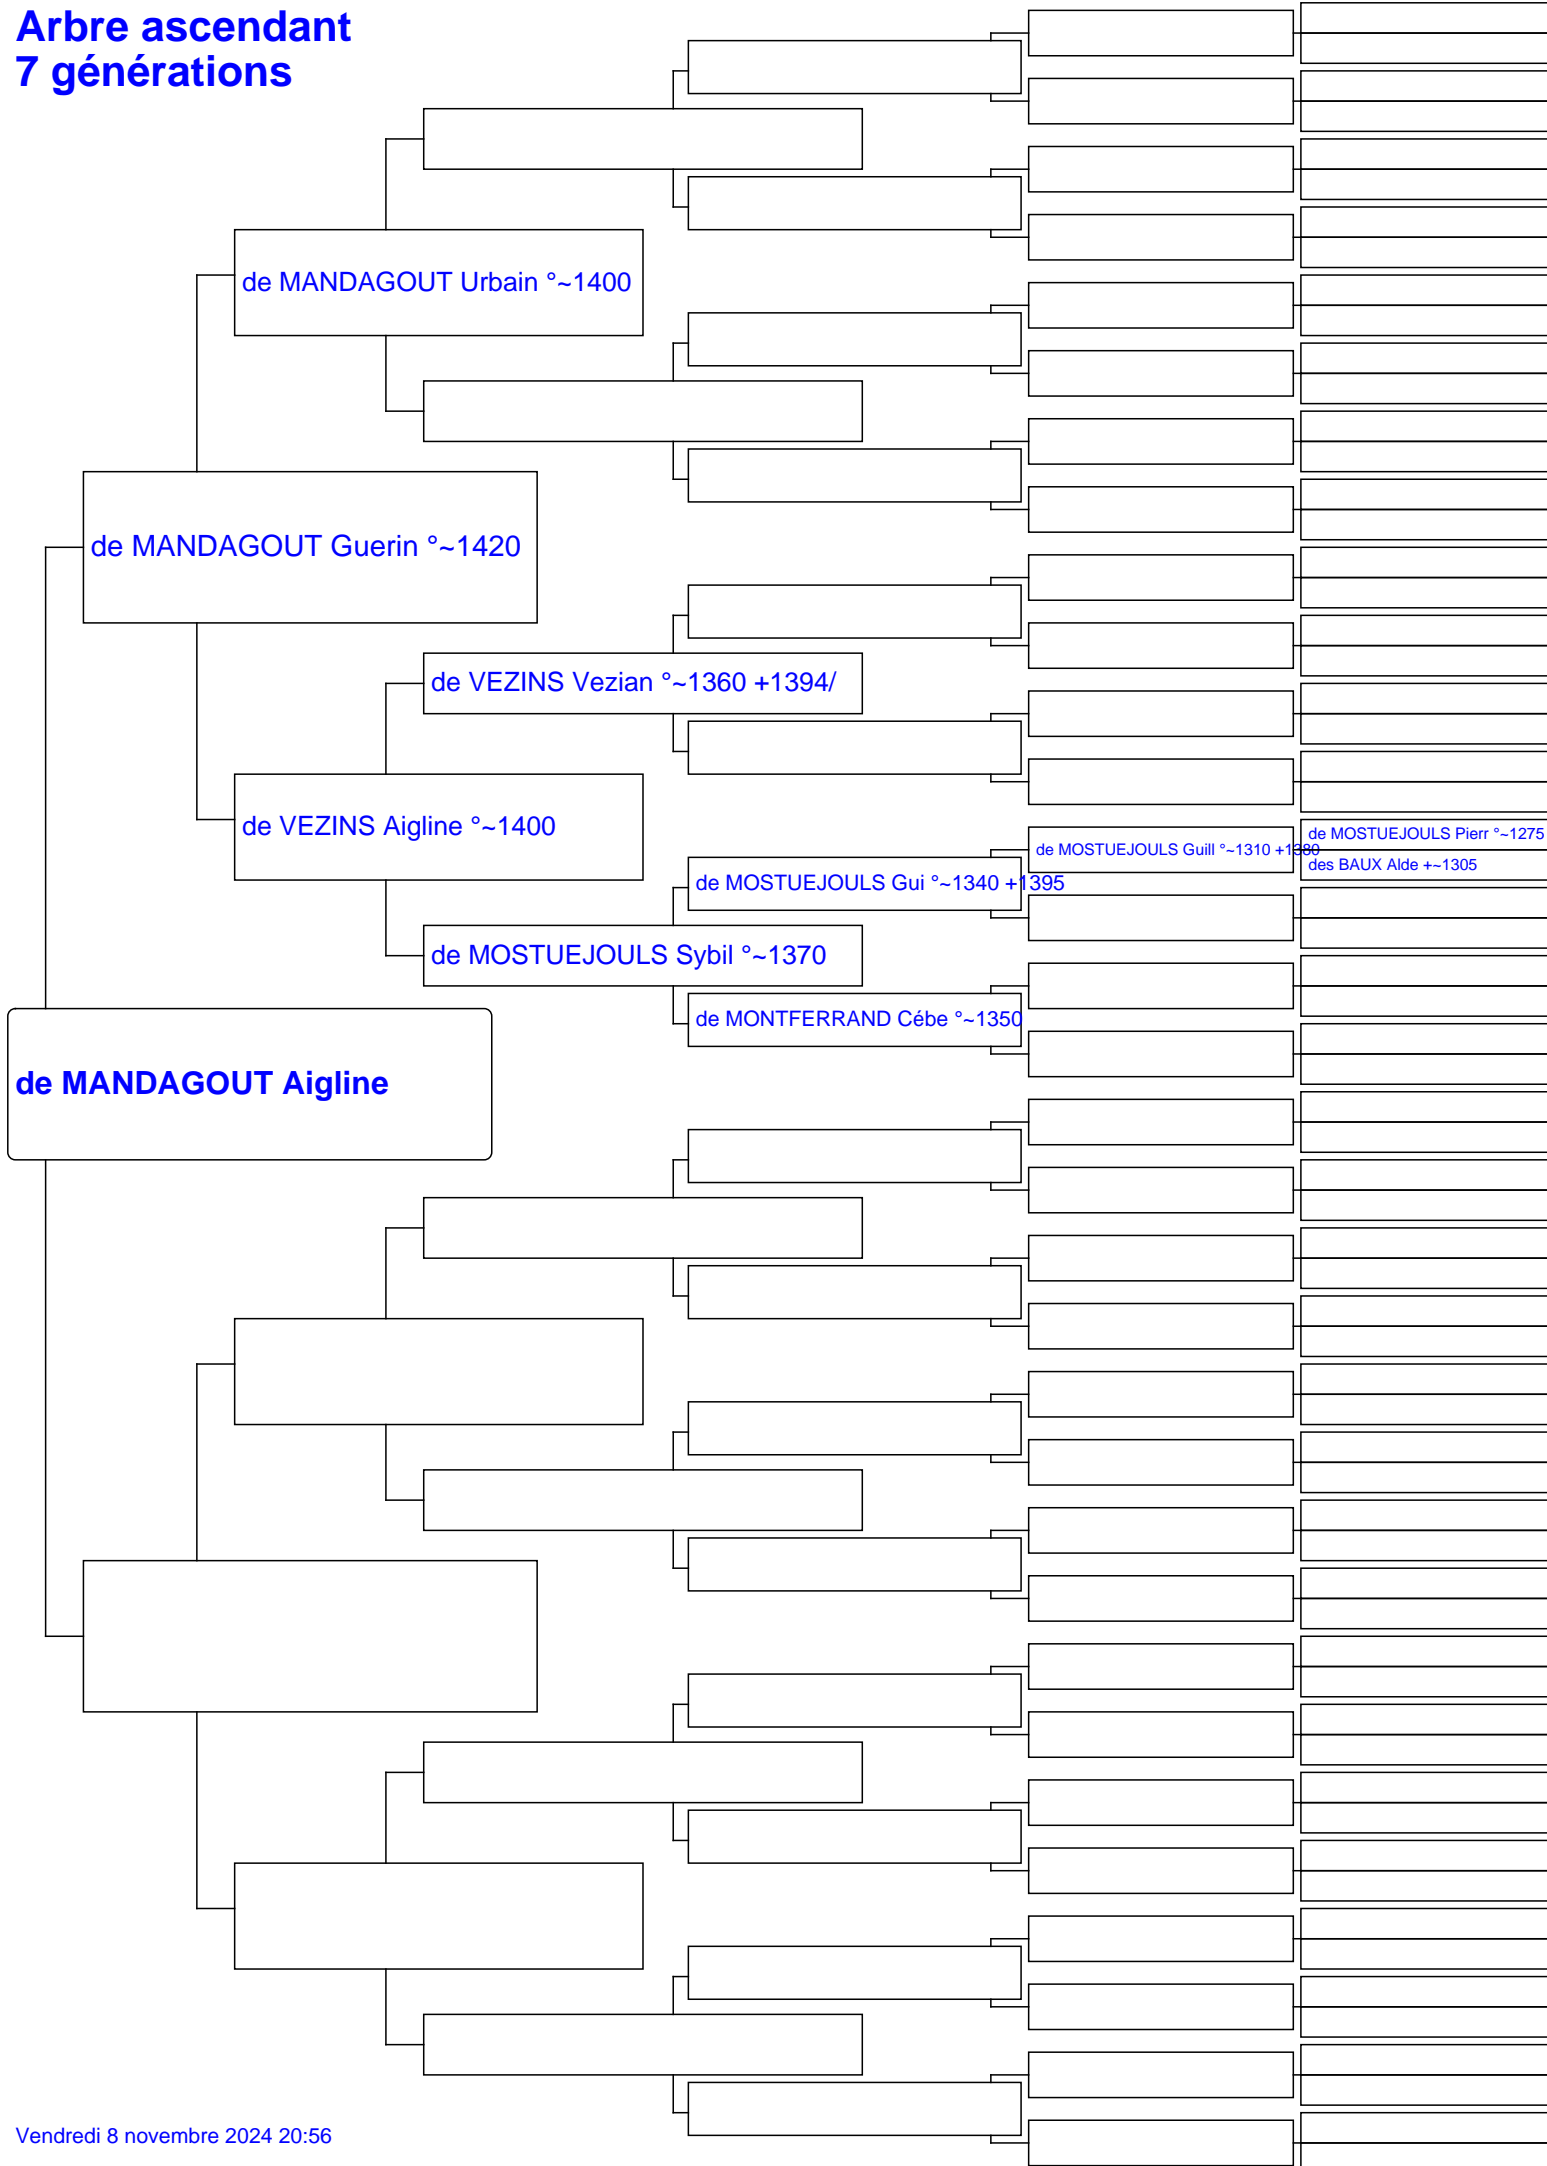 Arbre ascendant
7 générations
de MANDAGOUT Urbain °~1400
de MANDAGOUT Guerin °~1420
de VEZINS Vezian °~1360 +1394/
de VEZINS Aigline °~1400
de MOSTUEJOULS Pierr °~1275
de MOSTUEJOULS Guill °~1310 +1380
des BAUX Alde +~1305
de MOSTUEJOULS Gui °~1340 +1395
de MOSTUEJOULS Sybil °~1370
de MONTFERRAND Cébe °~1350
de MANDAGOUT Aigline
Vendredi 8 novembre 2024 20:56